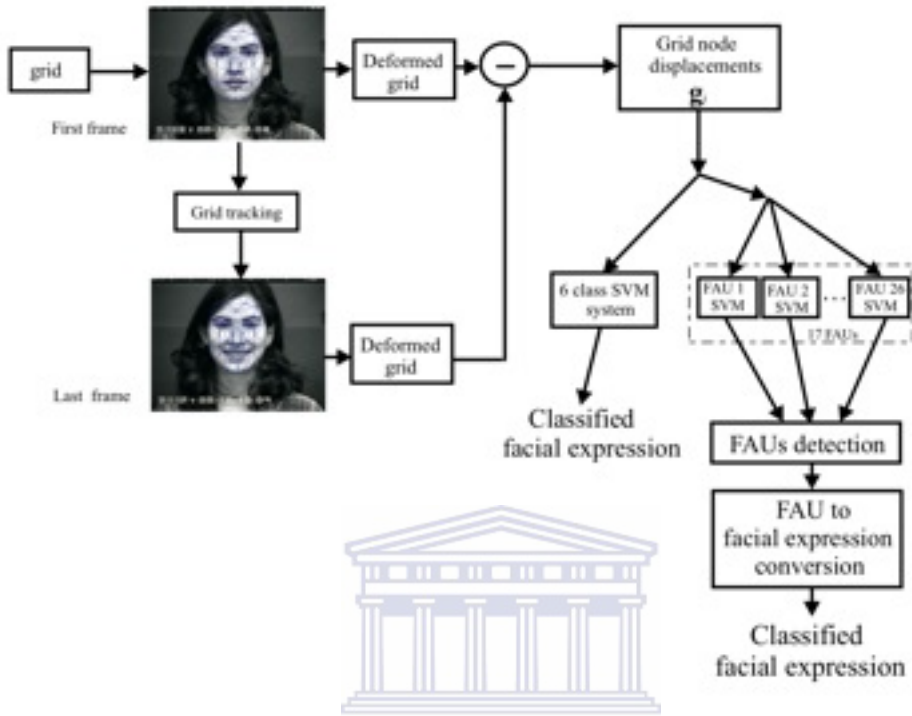 grid
First frame
Deformed
grid
−
Grid node
displacements
g
Grid tracking
Last frame
Deformed
grid
6 class SVM
system
Classified
facial expression
FAU 1
SVM
FAU 2
SVM
...
FAU 26
SVM
17 FAUs
FAUs detection
FAU to
facial expression
conversion
Classified
facial expression